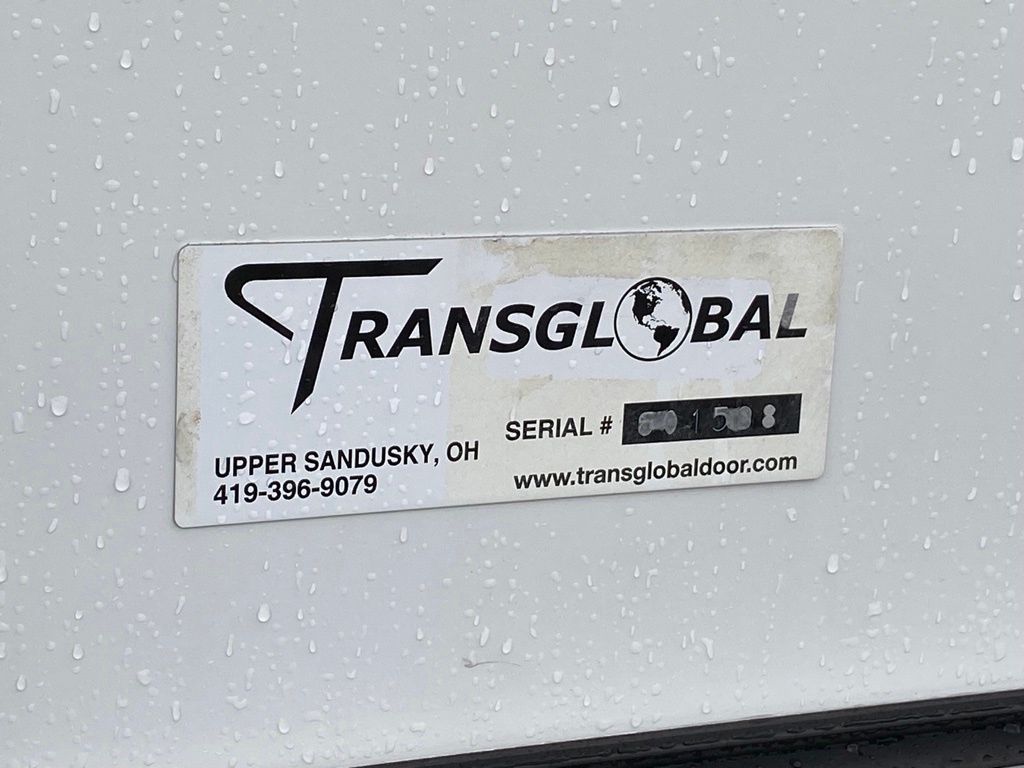 TRANSGLOBAL
SERIAL #
UPPER SANDUSKY, OH
419-396-9079
www.transglobaldoor.com